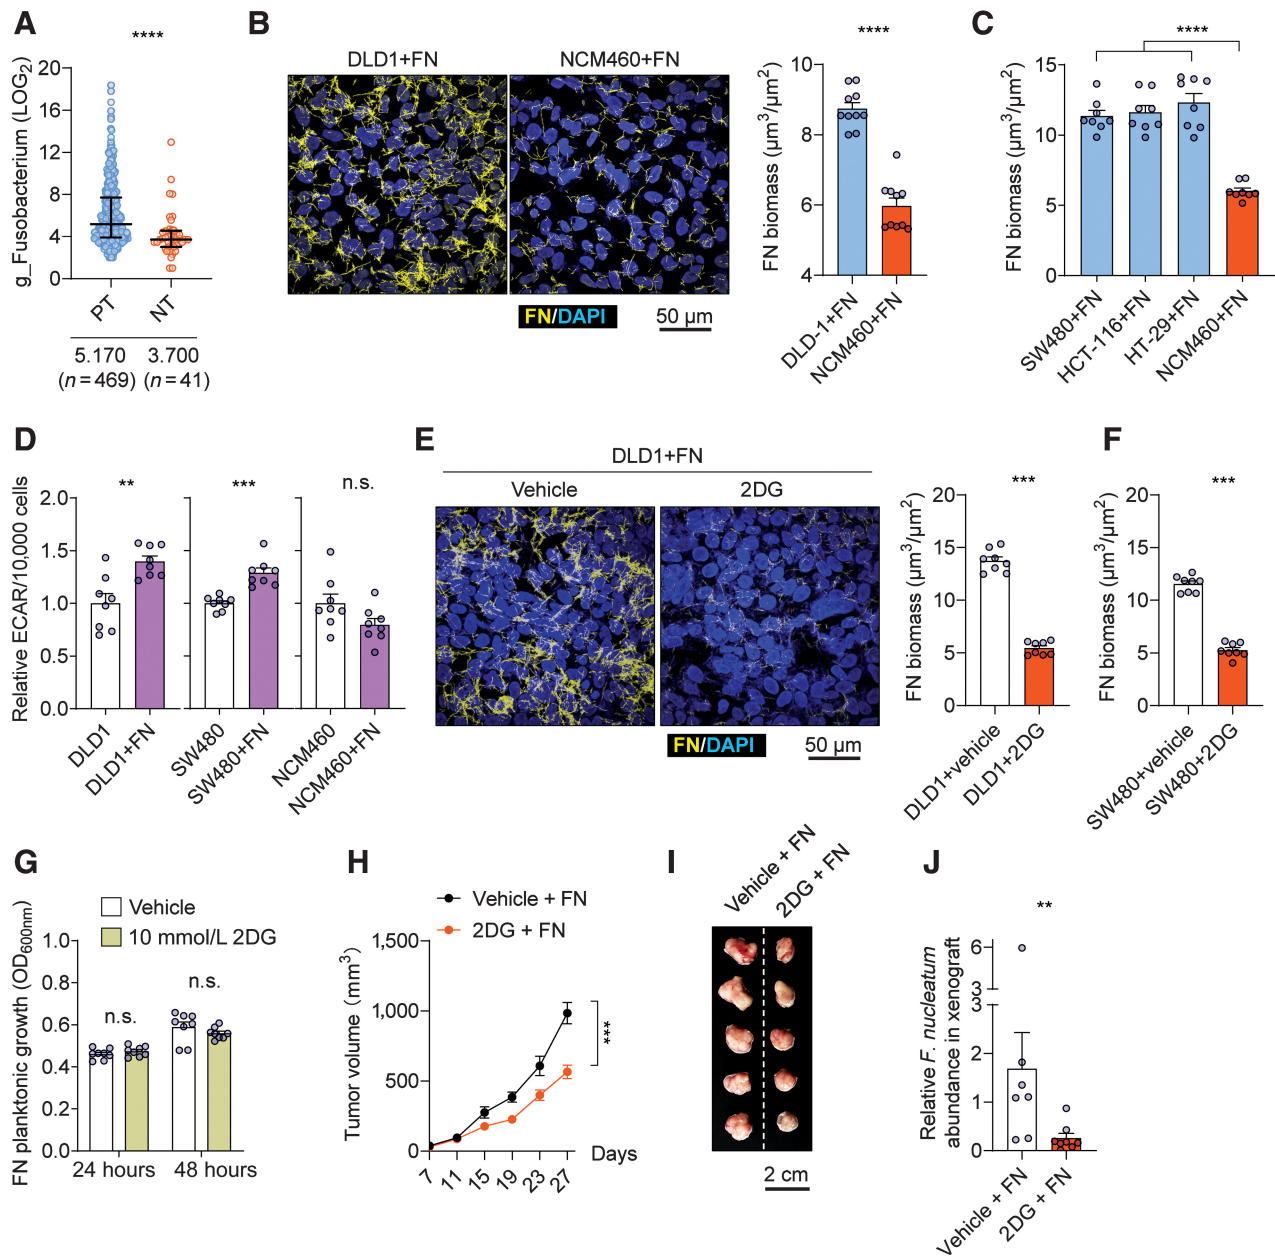 A
****
g_Fusobacterium (LOG2)
20
16
12
8
4
0
PT
NT
5.170
3.700
(n=469)
(n=41)
B
DLD1+FN
NCM460+FN
FN/DAPI
50 µm
****
FN biomass (µm³/µm²)
10
8
6
4
DLD-1+FN
NCM460+FN
C
****
FN biomass (µm³/µm²)
15
10
5
0
SW480+FN
HCT-116+FN
HT-29+FN
NCM460+FN
D
Relative ECAR/10,000 cells
2.0
1.5
1.0
0.5
0.0
**
***
n.s.
DLD1
DLD1+FN
SW480
SW480+FN
NCM460
NCM460+FN
E
DLD1+FN
Vehicle
2DG
FN/DAPI
50 µm
***
FN biomass (µm³/µm²)
20
15
10
5
0
DLD1+vehicle
DLD1+2DG
F
***
FN biomass (µm³/µm²)
20
15
10
5
0
SW480+vehicle
SW480+2DG
G
Vehicle
10 mmol/L 2DG
FN planktonic growth (OD600nm)
1.0
0.8
0.6
0.4
0.2
0.0
n.s.
n.s.
24 hours
48 hours
H
Vehicle + FN
2DG + FN
Tumor volume (mm³)
1,500
1,000
500
0
***
Days
7
11
15
19
23
27
I
Vehicle + FN
2DG + FN
2 cm
J
**
Relative F. nucleatum
abundance in xenograft
6
3
3
2
1
0
Vehicle + FN
2DG + FN